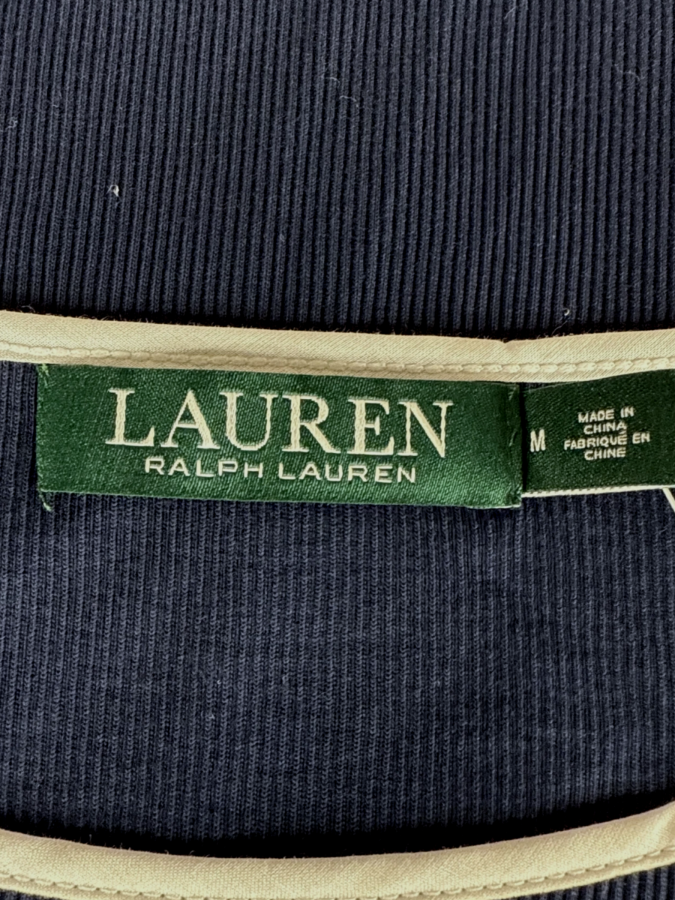 LAUREN
RALPH LAUREN
M
MADE IN
CHINA
FABRIQUÉ EN
CHINE